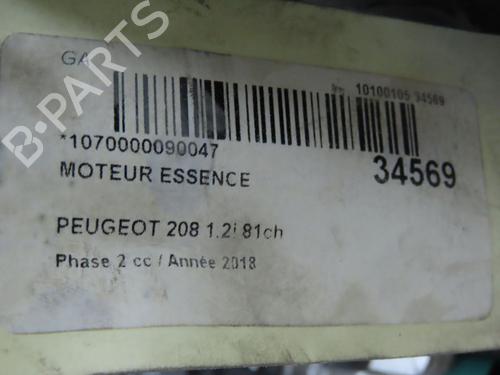 GA
10100105 34569
*1070000090047
34569
MOTEUR ESSENCE
PEUGEOT 208 1.2i 81ch
Phase 2 cc / Année 2018
B-PARTS